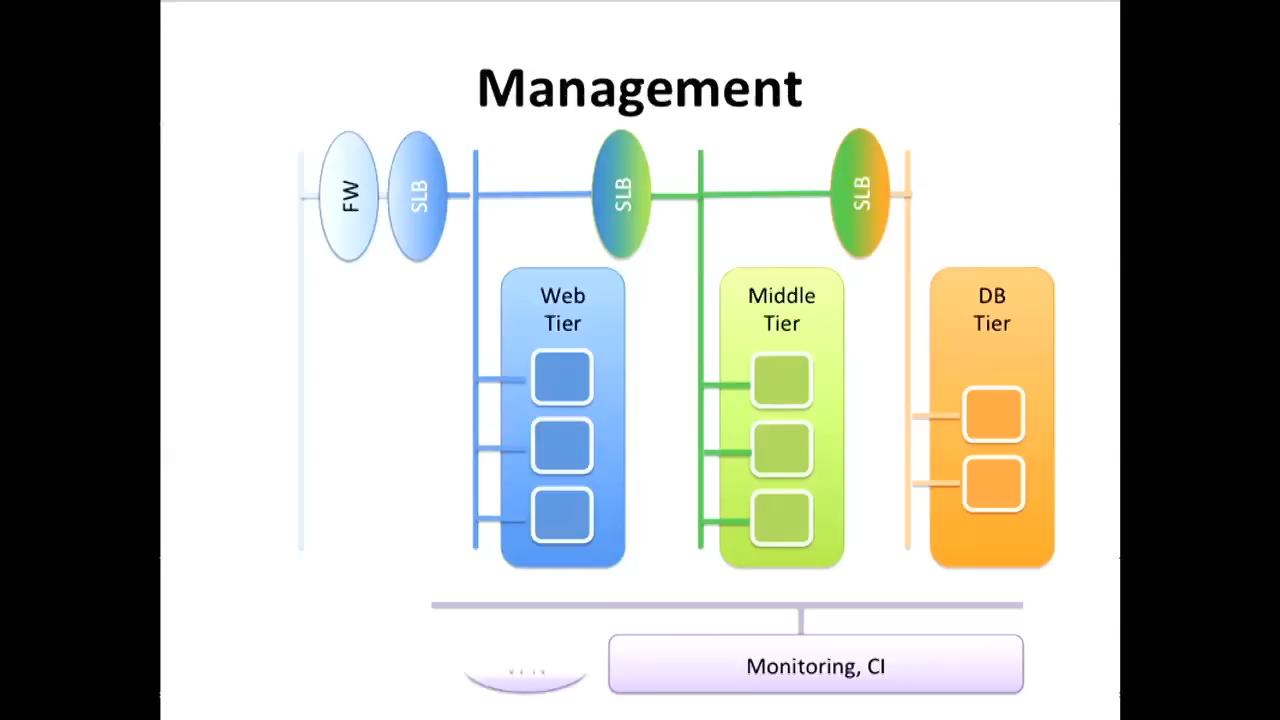 Management
FW
SLB
SLB
SLB
Web
Tier
Middle
Tier
DB
Tier
Monitoring, CI